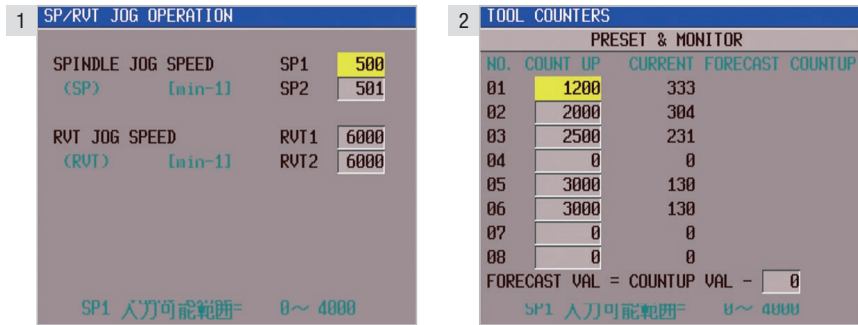 1
SP/RVT JOG OPERATION
SPINDLE JOG SPEED SP1 500
(SP) [min-1] SP2 501
RVT JOG SPEED RVT1 6000
(RVT) [min-1] RVT2 6000
SP1 入力可能範囲= 0～ 4000
2
TOOL COUNTERS
PRESET & MONITOR
NO. COUNT UP CURRENT FORECAST COUNTUP
01 1200 333
02 2000 304
03 2500 231
04 0 0
05 3000 130
06 3000 130
07 0 0
08 0 0
FORECAST VAL = COUNTUP VAL - 0
SP1 入力可能範囲= 0～ 4000